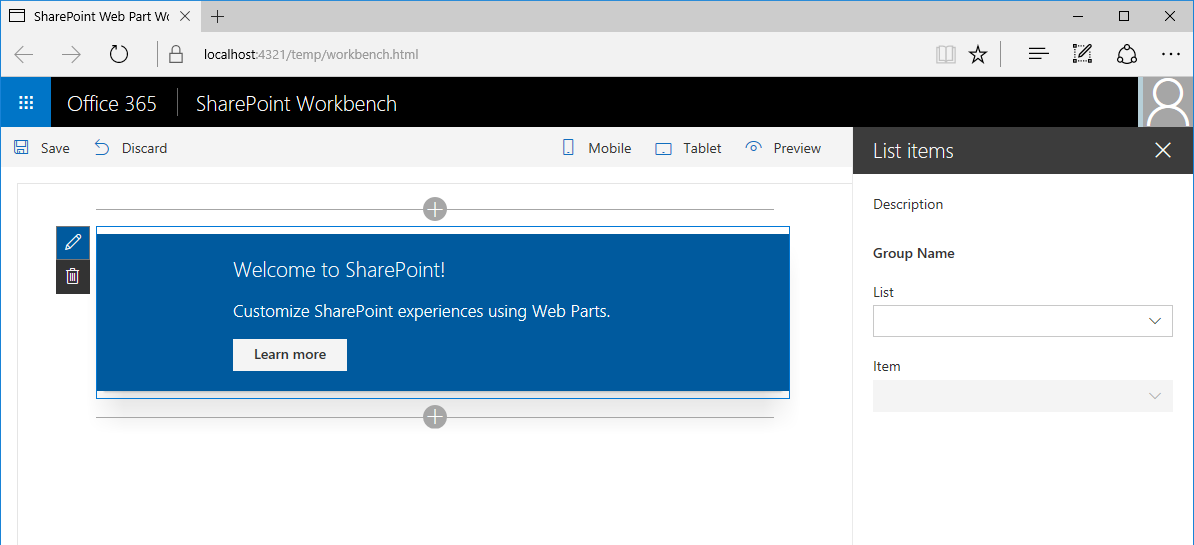 SharePoint Web Part Wo
localhost:4321/temp/workbench.html
Office 365 SharePoint Workbench
Save Discard Mobile Tablet Preview
List items
Description
Group Name
List
Item
Welcome to SharePoint!
Customize SharePoint experiences using Web Parts.
Learn more